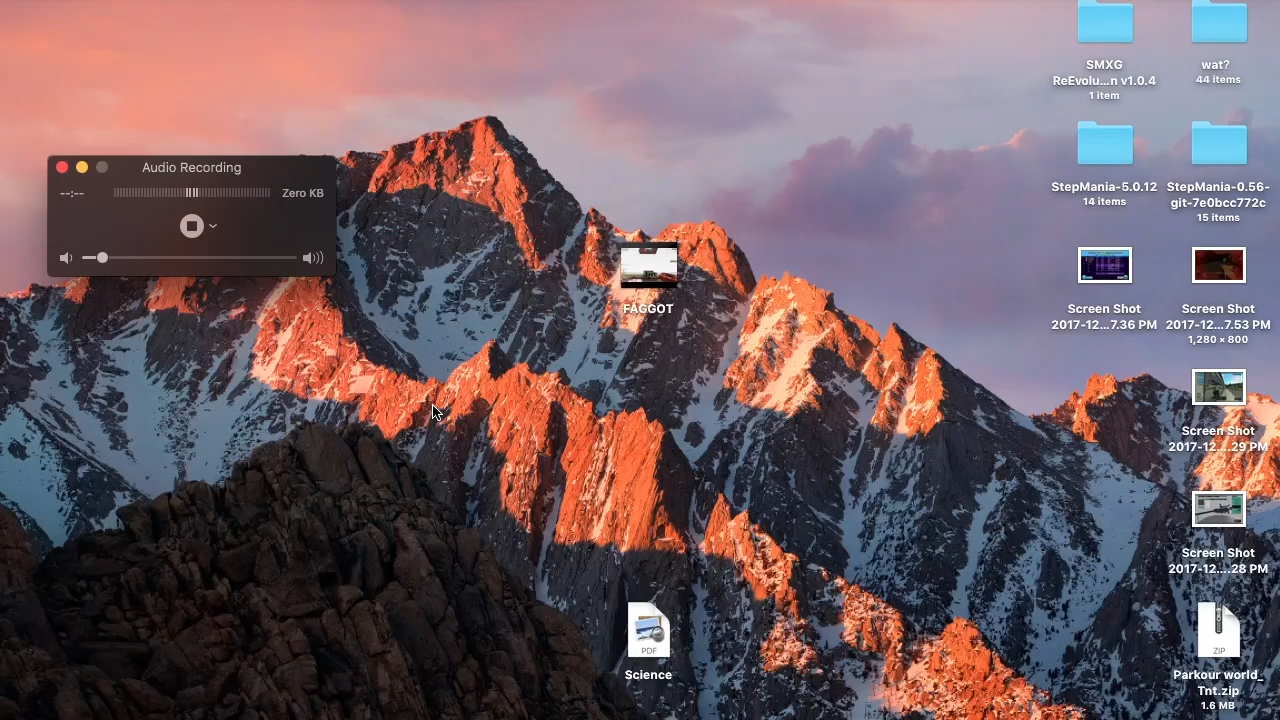 Audio Recording
--:--
Zero KB
SMXG
ReEvolu...n v1.0.4
1 item
wat?
44 items
StepMania-5.0.12
14 items
StepMania-0.56-
git-7e0bcc772c
15 items
FAGGOT
Screen Shot
2017-12...7.36 PM
Screen Shot
2017-12...7.53 PM
1,280 × 800
Screen Shot
2017-12....29 PM
Screen Shot
2017-12....28 PM
PDF
Science
ZIP
Parkour world_
Tnt.zip
1.6 MB